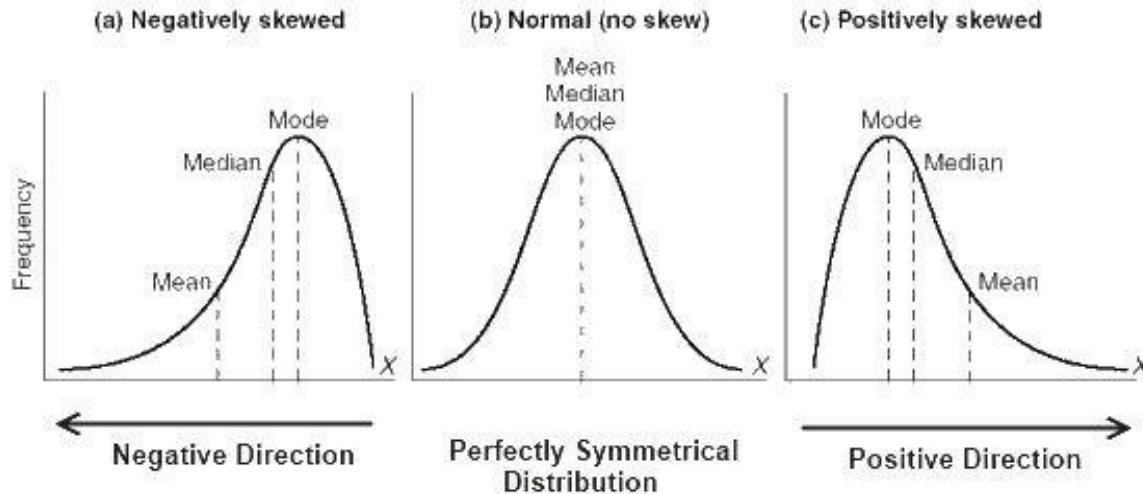 (a) Negatively skewed
(b) Normal (no skew)
(c) Positively skewed
Frequency
Mode
Median
Mean
X
Mean
Median
Mode
X
Mode
Median
Mean
X
Negative Direction
Perfectly Symmetrical
Distribution
Positive Direction